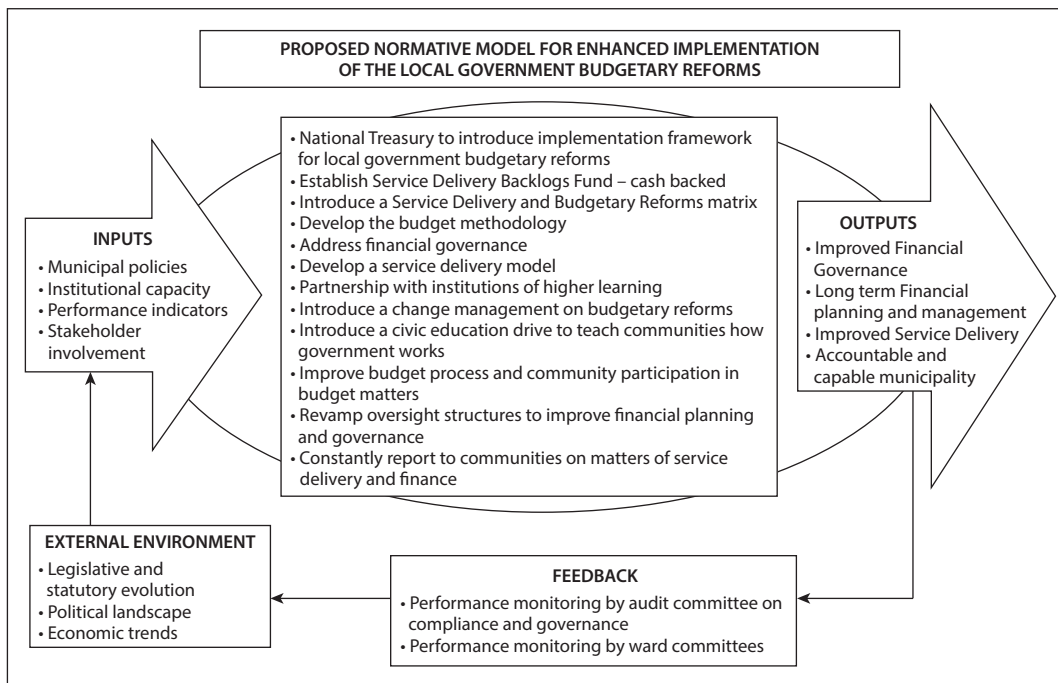 PROPOSED NORMATIVE MODEL FOR ENHANCED IMPLEMENTATION
OF THE LOCAL GOVERNMENT BUDGETARY REFORMS
INPUTS
• Municipal policies
• Institutional capacity
• Performance indicators
• Stakeholder
involvement
• National Treasury to introduce implementation framework
for local government budgetary reforms
• Establish Service Delivery Backlogs Fund – cash backed
• Introduce a Service Delivery and Budgetary Reforms matrix
• Develop the budget methodology
• Address financial governance
• Develop a service delivery model
• Partnership with institutions of higher learning
• Introduce a change management on budgetary reforms
• Introduce a civic education drive to teach communities how
government works
• Improve budget process and community participation in
budget matters
• Revamp oversight structures to improve financial planning
and governance
• Constantly report to communities on matters of service
delivery and finance
OUTPUTS
• Improved Financial
Governance
• Long term Financial
planning and management
• Improved Service Delivery
• Accountable and
capable municipality
EXTERNAL ENVIRONMENT
• Legislative and
statutory evolution
• Political landscape
• Economic trends
FEEDBACK
• Performance monitoring by audit committee on
compliance and governance
• Performance monitoring by ward committees